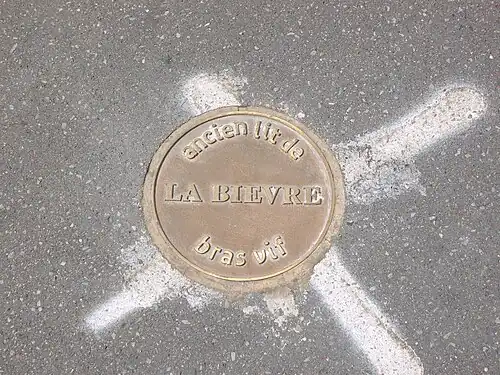 ancien lit de
LA BIEVRE
bras vif